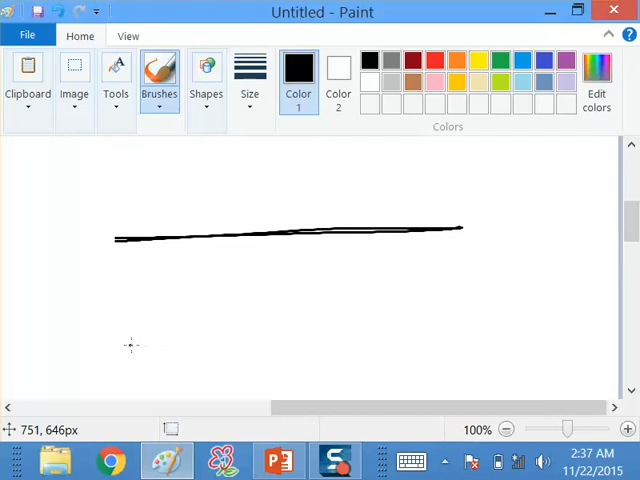 Untitled - Paint
File Home View
Clipboard Image Tools Brushes Shapes Size Color 1 Color 2 Edit colors
Colors
751, 646px 100%
2:37 AM
11/22/2015